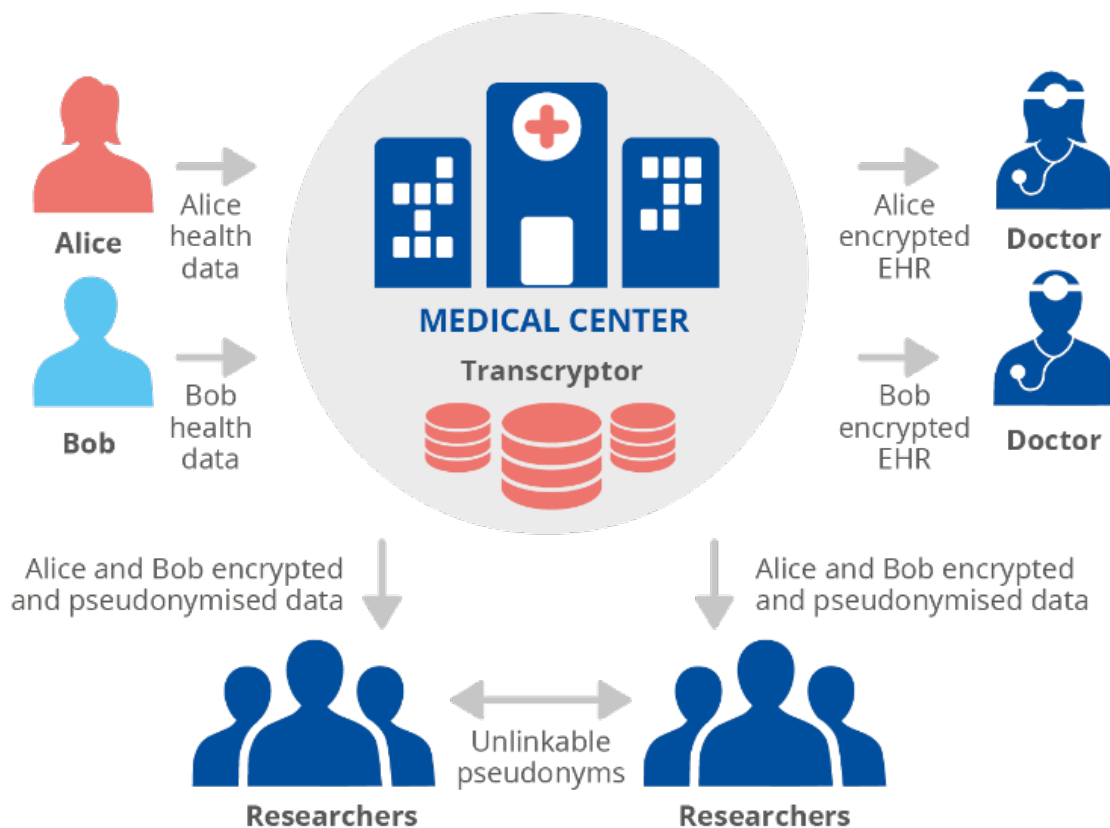 Alice
Alice
health
data
Bob
Bob
health
data
MEDICAL CENTER
Transcryptor
Alice
encrypted
EHR
Doctor
Bob
encrypted
EHR
Doctor
Alice and Bob encrypted
and pseudonymised data
Alice and Bob encrypted
and pseudonymised data
Unlinkable
pseudonyms
Researchers
Researchers